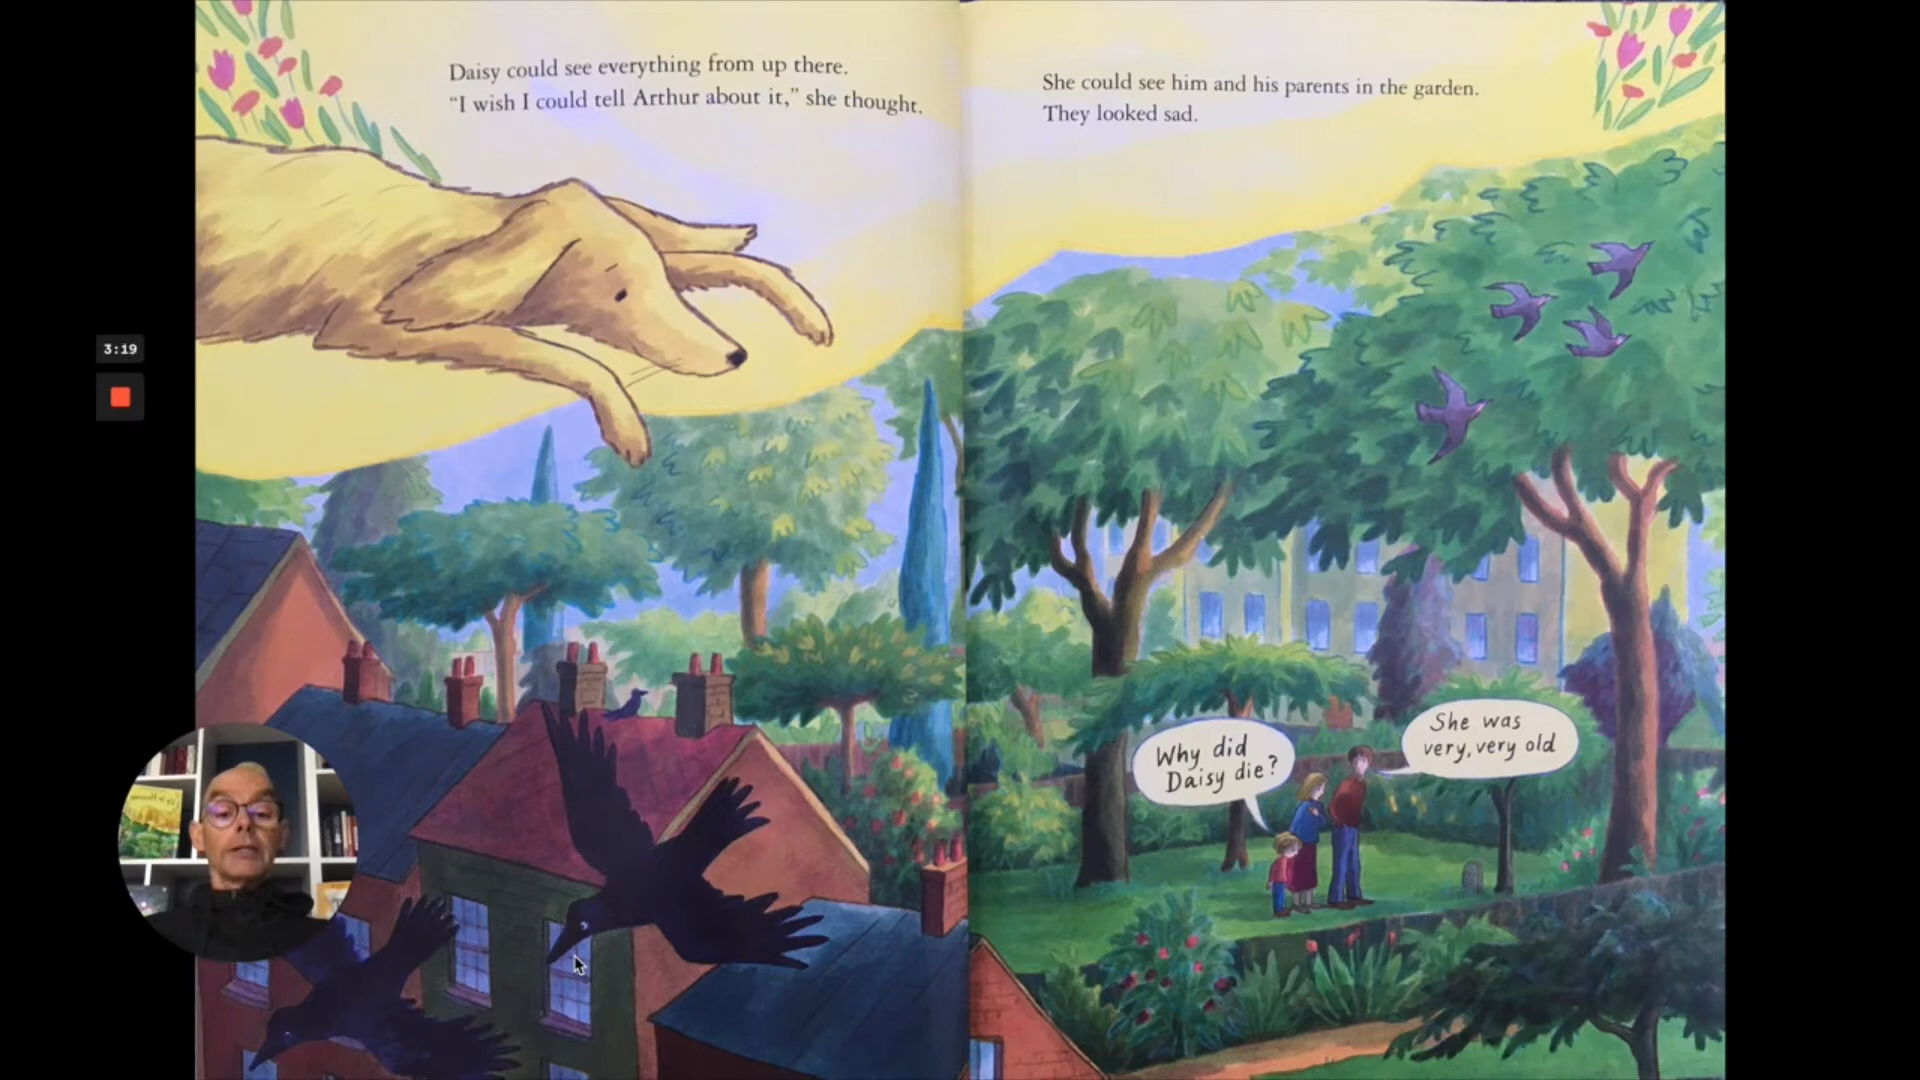 Daisy could see everything from up there.
"I wish I could tell Arthur about it," she thought.
She could see him and his parents in the garden.
They looked sad.
3:19
Why did
Daisy die?
She was
very, very old